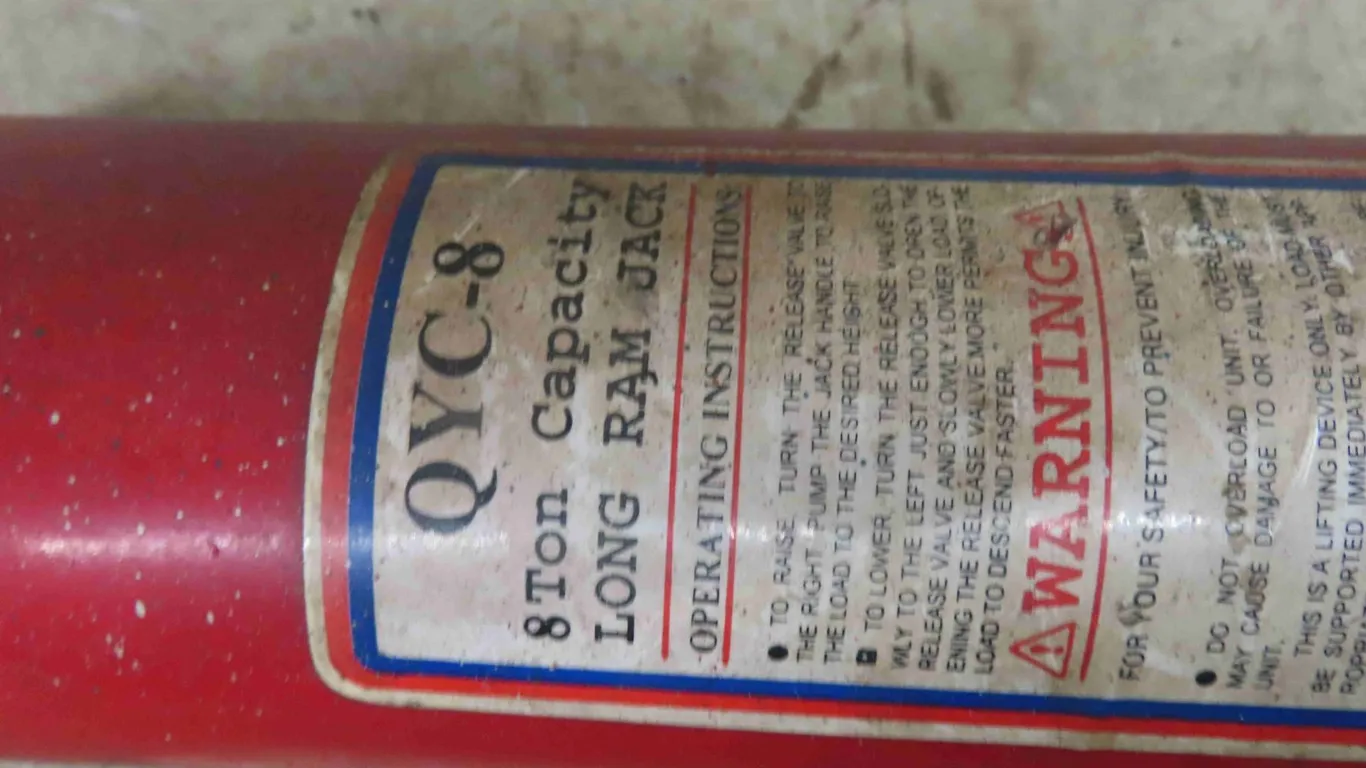 QYC-8
8Ton Capacity
LONG RAM JACK
OPERATING INSTRUCTIONS
● TO RAISE, TURN THE RELEASE VALVE TO
THE RIGHT PUMP THE JACK HANDLE TO RAISE
THE LOAD TO THE DESIRED HEIGHT
TO LOWER, TURN THE RELEASE VALVE SLO-
WLY TO THE LEFT JUST ENOUGH TO OPEN THE
RELEASE VALVE AND SLOWLY LOWER LOAD OF-
ENING THE RELEASE VALVE MORE PERMITS THE
LOAD TO DESCEND FASTER.
⚠WARNING⚠
FOR YOUR SAFETY/TO PREVENT INJURY
● DO NOT OVERLOAD UNIT. OVERLOADING
MAY CAUSE DAMAGE TO OR FAILURE OF THE
UNIT.
THIS IS A LIFTING DEVICE ONLY. LOAD MUST
BE SUPPORTED IMMEDIATELY BY OTHER